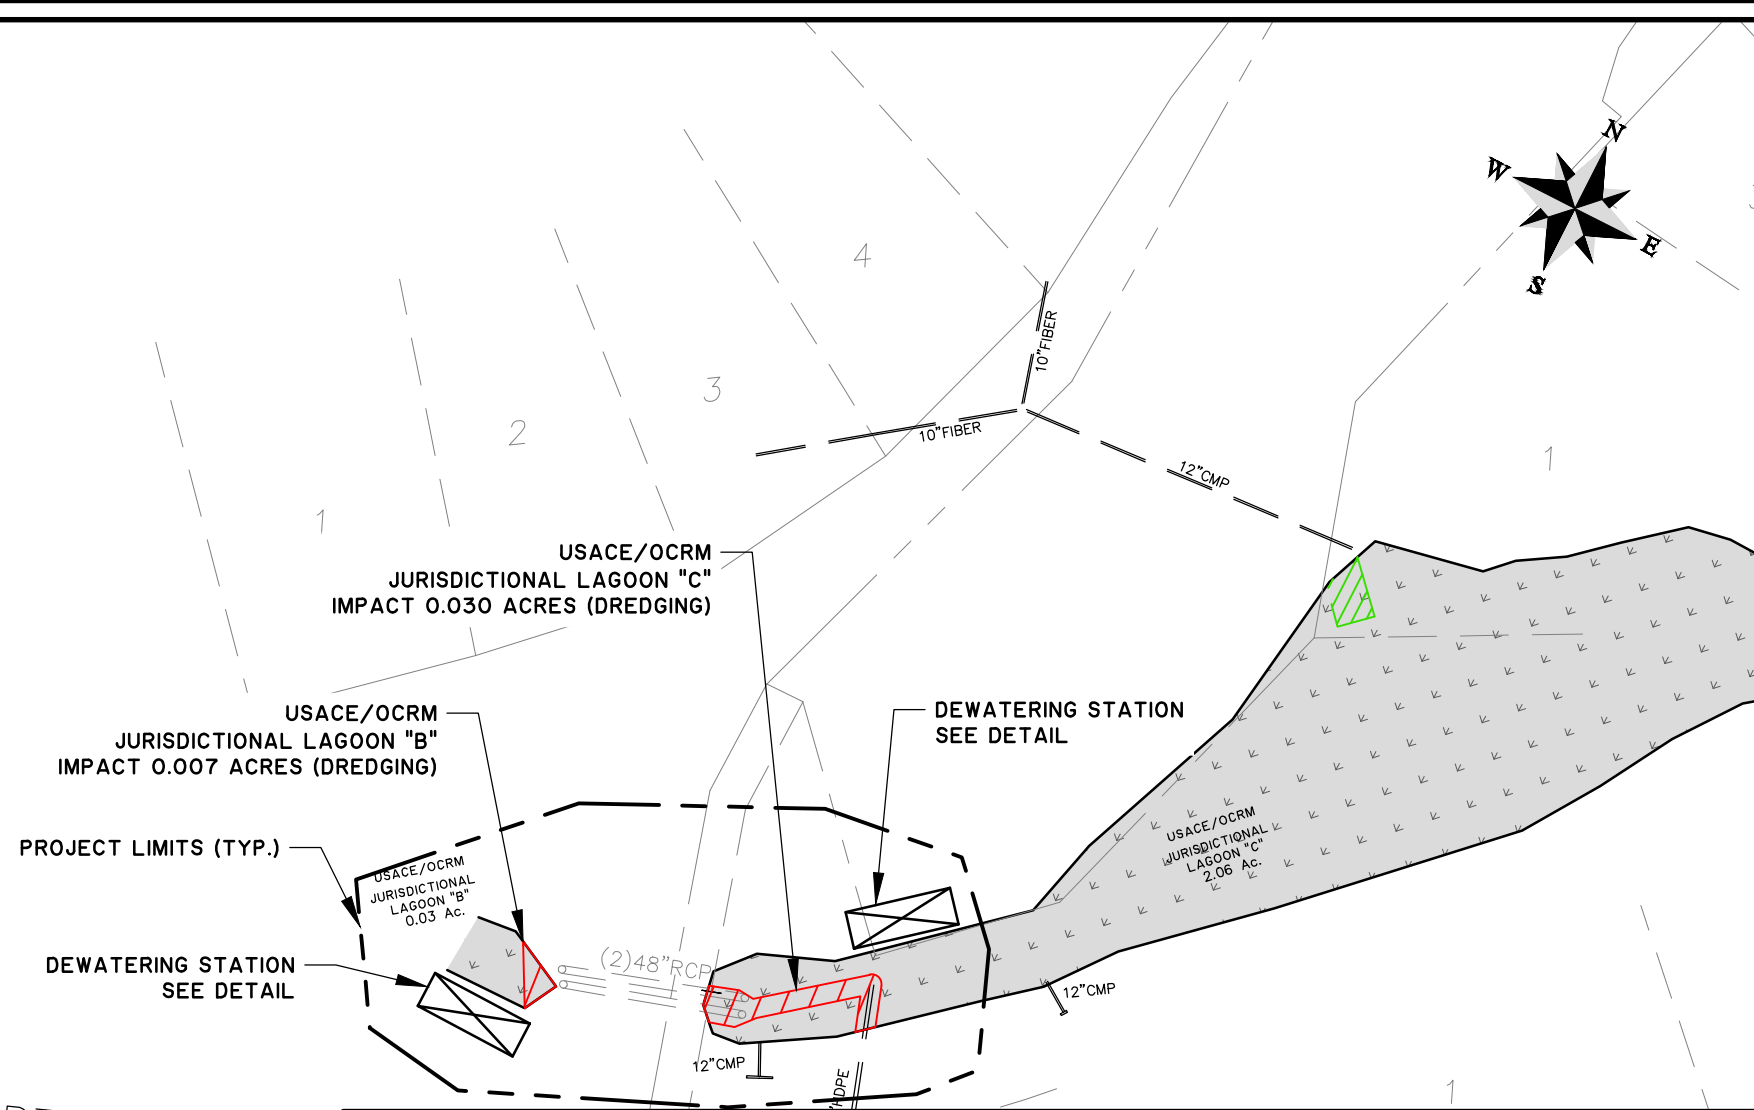 N
W
E
S
4
10"FIBER
3
10"FIBER
2
12"CMP
1
1
USACE/OCRM
JURISDICTIONAL LAGOON "C"
IMPACT 0.030 ACRES (DREDGING)
USACE/OCRM
JURISDICTIONAL LAGOON "B"
IMPACT 0.007 ACRES (DREDGING)
DEWATERING STATION
SEE DETAIL
PROJECT LIMITS (TYP.)
USACE/OCRM
JURISDICTIONAL
LAGOON "B"
0.03 Ac.
USACE/OCRM
JURISDICTIONAL
LAGOON "C"
2.06 Ac.
DEWATERING STATION
SEE DETAIL
(2)48"RCP
12"CMP
12"CMP
"HDPE
1